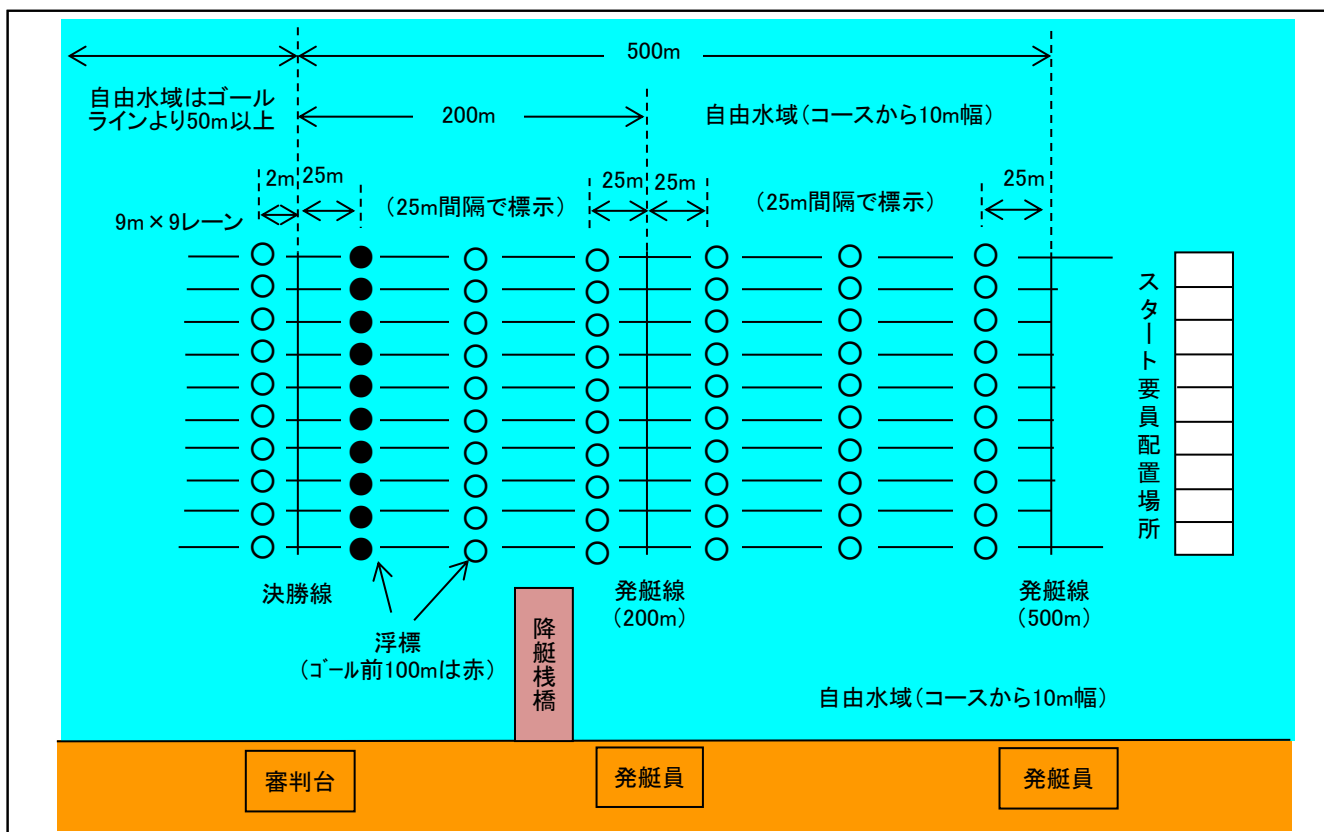 500m
自由水域はゴール
ラインより50m以上
200m
自由水域(コースから10m幅)
2m
25m
(25m間隔で標示)
25m
25m
(25m間隔で標示)
25m
9m×9レーン
スタート要員配置場所
決勝線
発艇線
(200m)
発艇線
(500m)
浮標
(ゴール前100mは赤)
降艇桟橋
自由水域(コースから10m幅)
審判台
発艇員
発艇員